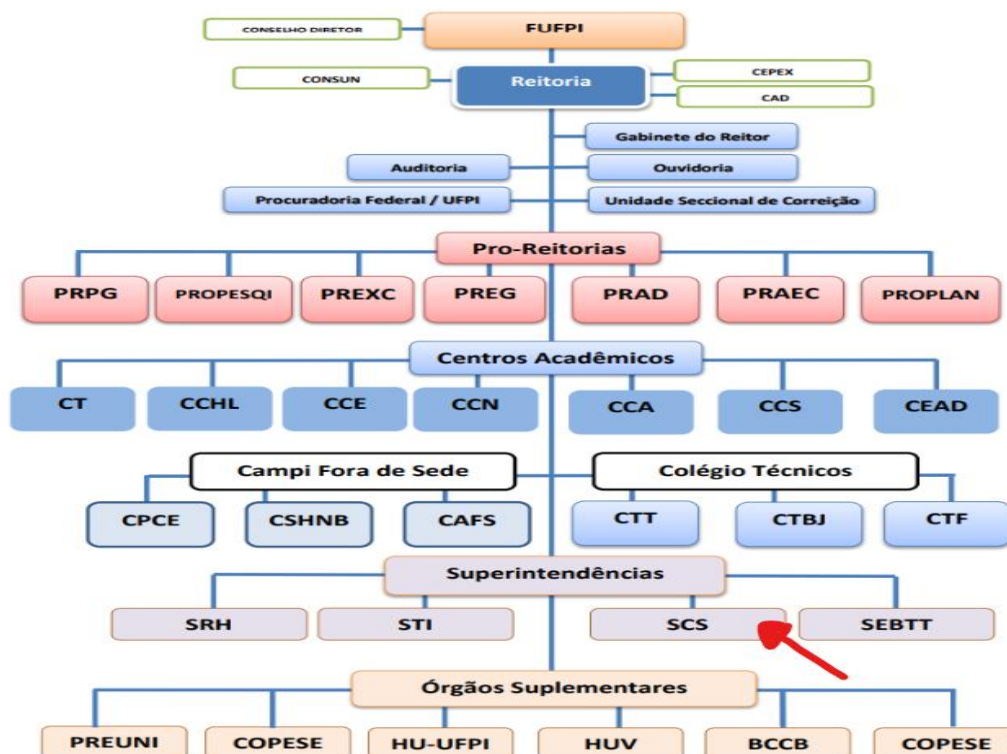 FUFPI
CONSELHO DIRETOR
Reitoria
CONSUN
CEPEX
CAD
Gabinete do Reitor
Auditoria
Ouvidoria
Procuradoria Federal / UFPI
Unidade Seccional de Correição
Pro-Reitorias
PRPG
PROPESQI
PREXC
PREG
PRAD
PRAEC
PROPLAN
Centros Acadêmicos
CT
CCHL
CCE
CCN
CCA
CCS
CEAD
Campi Fora de Sede
Colégio Técnicos
CPCE
CSHNB
CAFS
CTT
CTBJ
CTF
Superintendências
SRH
STI
SCS
SEBTT
Órgãos Suplementares
PREUNI
COPESE
HU-UFPI
HUV
BCCB
COPESE